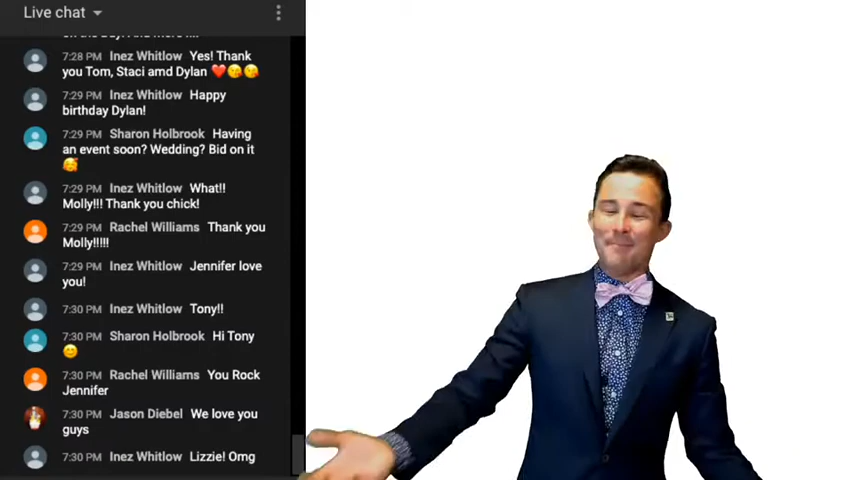 Live chat
7:28 PM Inez Whitlow Yes! Thank
you Tom, Staci amd Dylan ❤️😘😘
7:29 PM Inez Whitlow Happy
birthday Dylan!
7:29 PM Sharon Holbrook Having
an event soon? Wedding? Bid on it
🥰
7:29 PM Inez Whitlow What!!
Molly!!! Thank you chick!
7:29 PM Rachel Williams Thank you
Molly!!!!!
7:29 PM Inez Whitlow Jennifer love
you!
7:30 PM Inez Whitlow Tony!!
7:30 PM Sharon Holbrook Hi Tony
😊
7:30 PM Rachel Williams You Rock
Jennifer
7:30 PM Jason Diebel We love you
guys
7:30 PM Inez Whitlow Lizzie! Omg